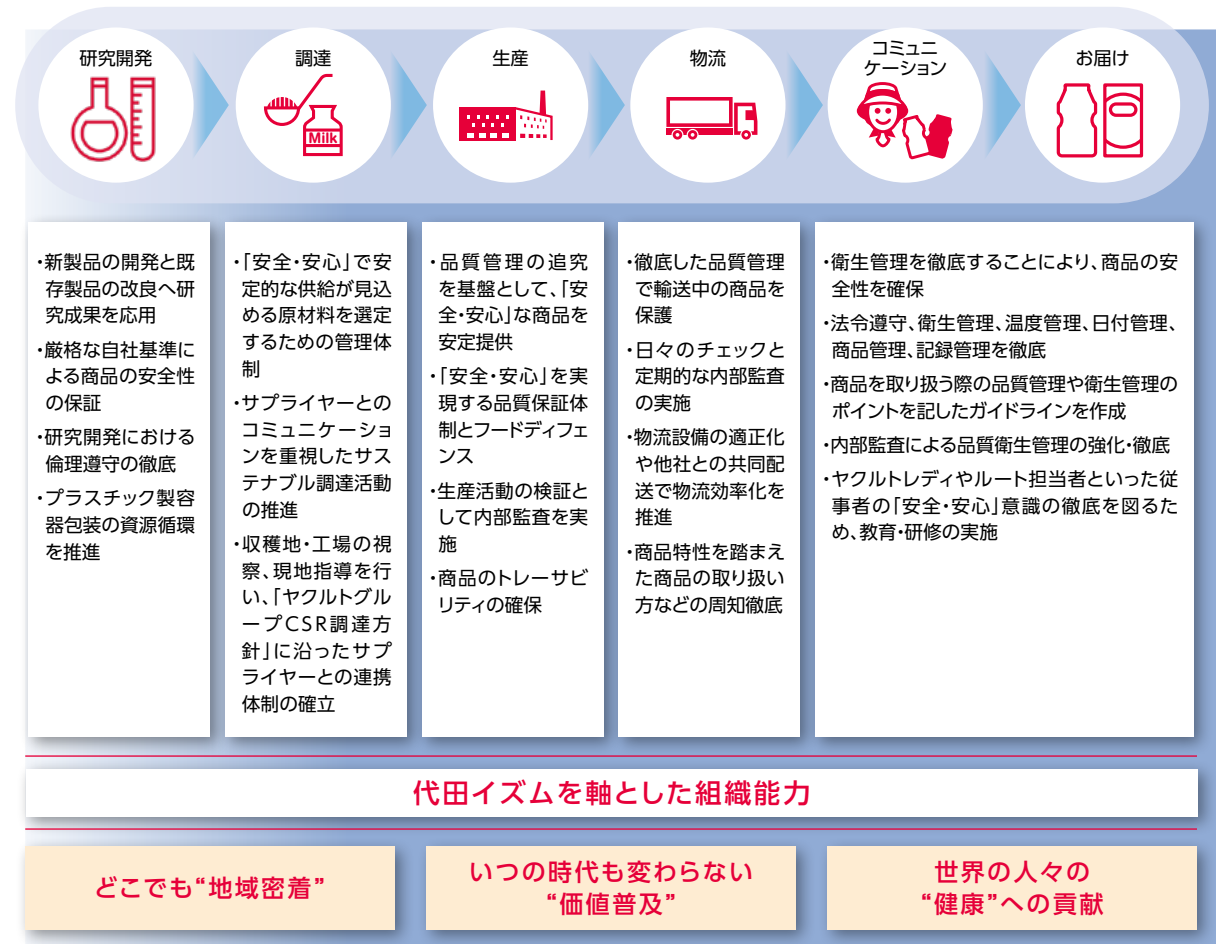 研究開発
調達
生産
物流
コミュニ
ケーション
お届け
Milk
・新製品の開発と既
存製品の改良へ研
究成果を応用
・厳格な自社基準に
よる商品の安全性
の保証
・研究開発における
倫理遵守の徹底
・プラスチック製容
器包装の資源循環
を推進
・「安全・安心」で安
定的な供給が見込
める原材料を選定
するための管理体
制
・サプライヤーとの
コミュニケーショ
ンを重視したサス
テナブル調達活動
の推進
・収穫地・工場の視
察、現地指導を行
い、「ヤクルトグル
ープCSR調達方
針」に沿ったサプ
ライヤーとの連携
体制の確立
・品質管理の追究
を基盤として、「安
全・安心」な商品を
安定提供
・「安全・安心」を実
現する品質保証体
制とフードディフェ
ンス
・生産活動の検証と
して内部監査を実
施
・商品のトレーサビ
リティの確保
・徹底した品質管理
で輸送中の商品を
保護
・日々のチェックと
定期的な内部監査
の実施
・物流設備の適正化
や他社との共同配
送で物流効率化を
推進
・商品特性を踏まえ
た商品の取り扱い
方などの周知徹底
・衛生管理を徹底することにより、商品の安
全性を確保
・法令遵守、衛生管理、温度管理、日付管理、
商品管理、記録管理を徹底
・商品を取り扱う際の品質管理や衛生管理の
ポイントを記したガイドラインを作成
・内部監査による品質衛生管理の強化・徹底
・ヤクルトレディやルート担当者といった従
事者の「安全・安心」意識の徹底を図るた
め、教育・研修の実施
代田イズムを軸とした組織能力
どこでも“地域密着”
いつの時代も変わらない
“価値普及”
世界の人々の
“健康”への貢献